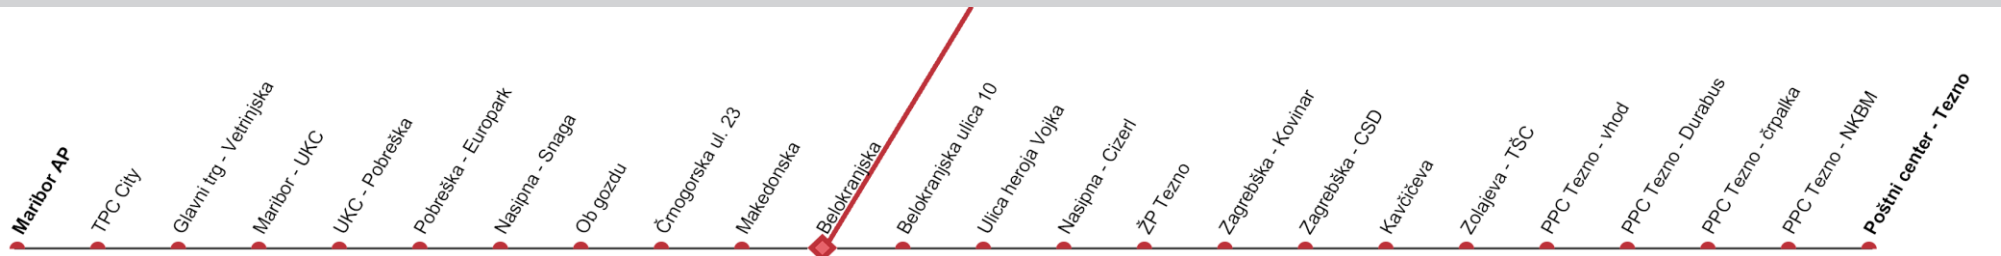 Maribor AP
TPC City
Glavni trg - Vetrinjska
Maribor - UKC
UKC - Pobreška
Pobreška - Europark
Nasipna - Snaga
Ob gozdu
Črnogorska ul. 23
Makedonska
Belokranjska
Belokranjska ulica 10
Ulica heroja Vojka
Nasipna - Cizerl
ŽP Tezno
Zagrebška - Kovinar
Zagrebška - CSD
Kavčičeva
Zolajeva - TŠC
PPC Tezno - vhod
PPC Tezno - Durabus
PPC Tezno - črpalka
PPC Tezno - NKBM
Poštni center - Tezno